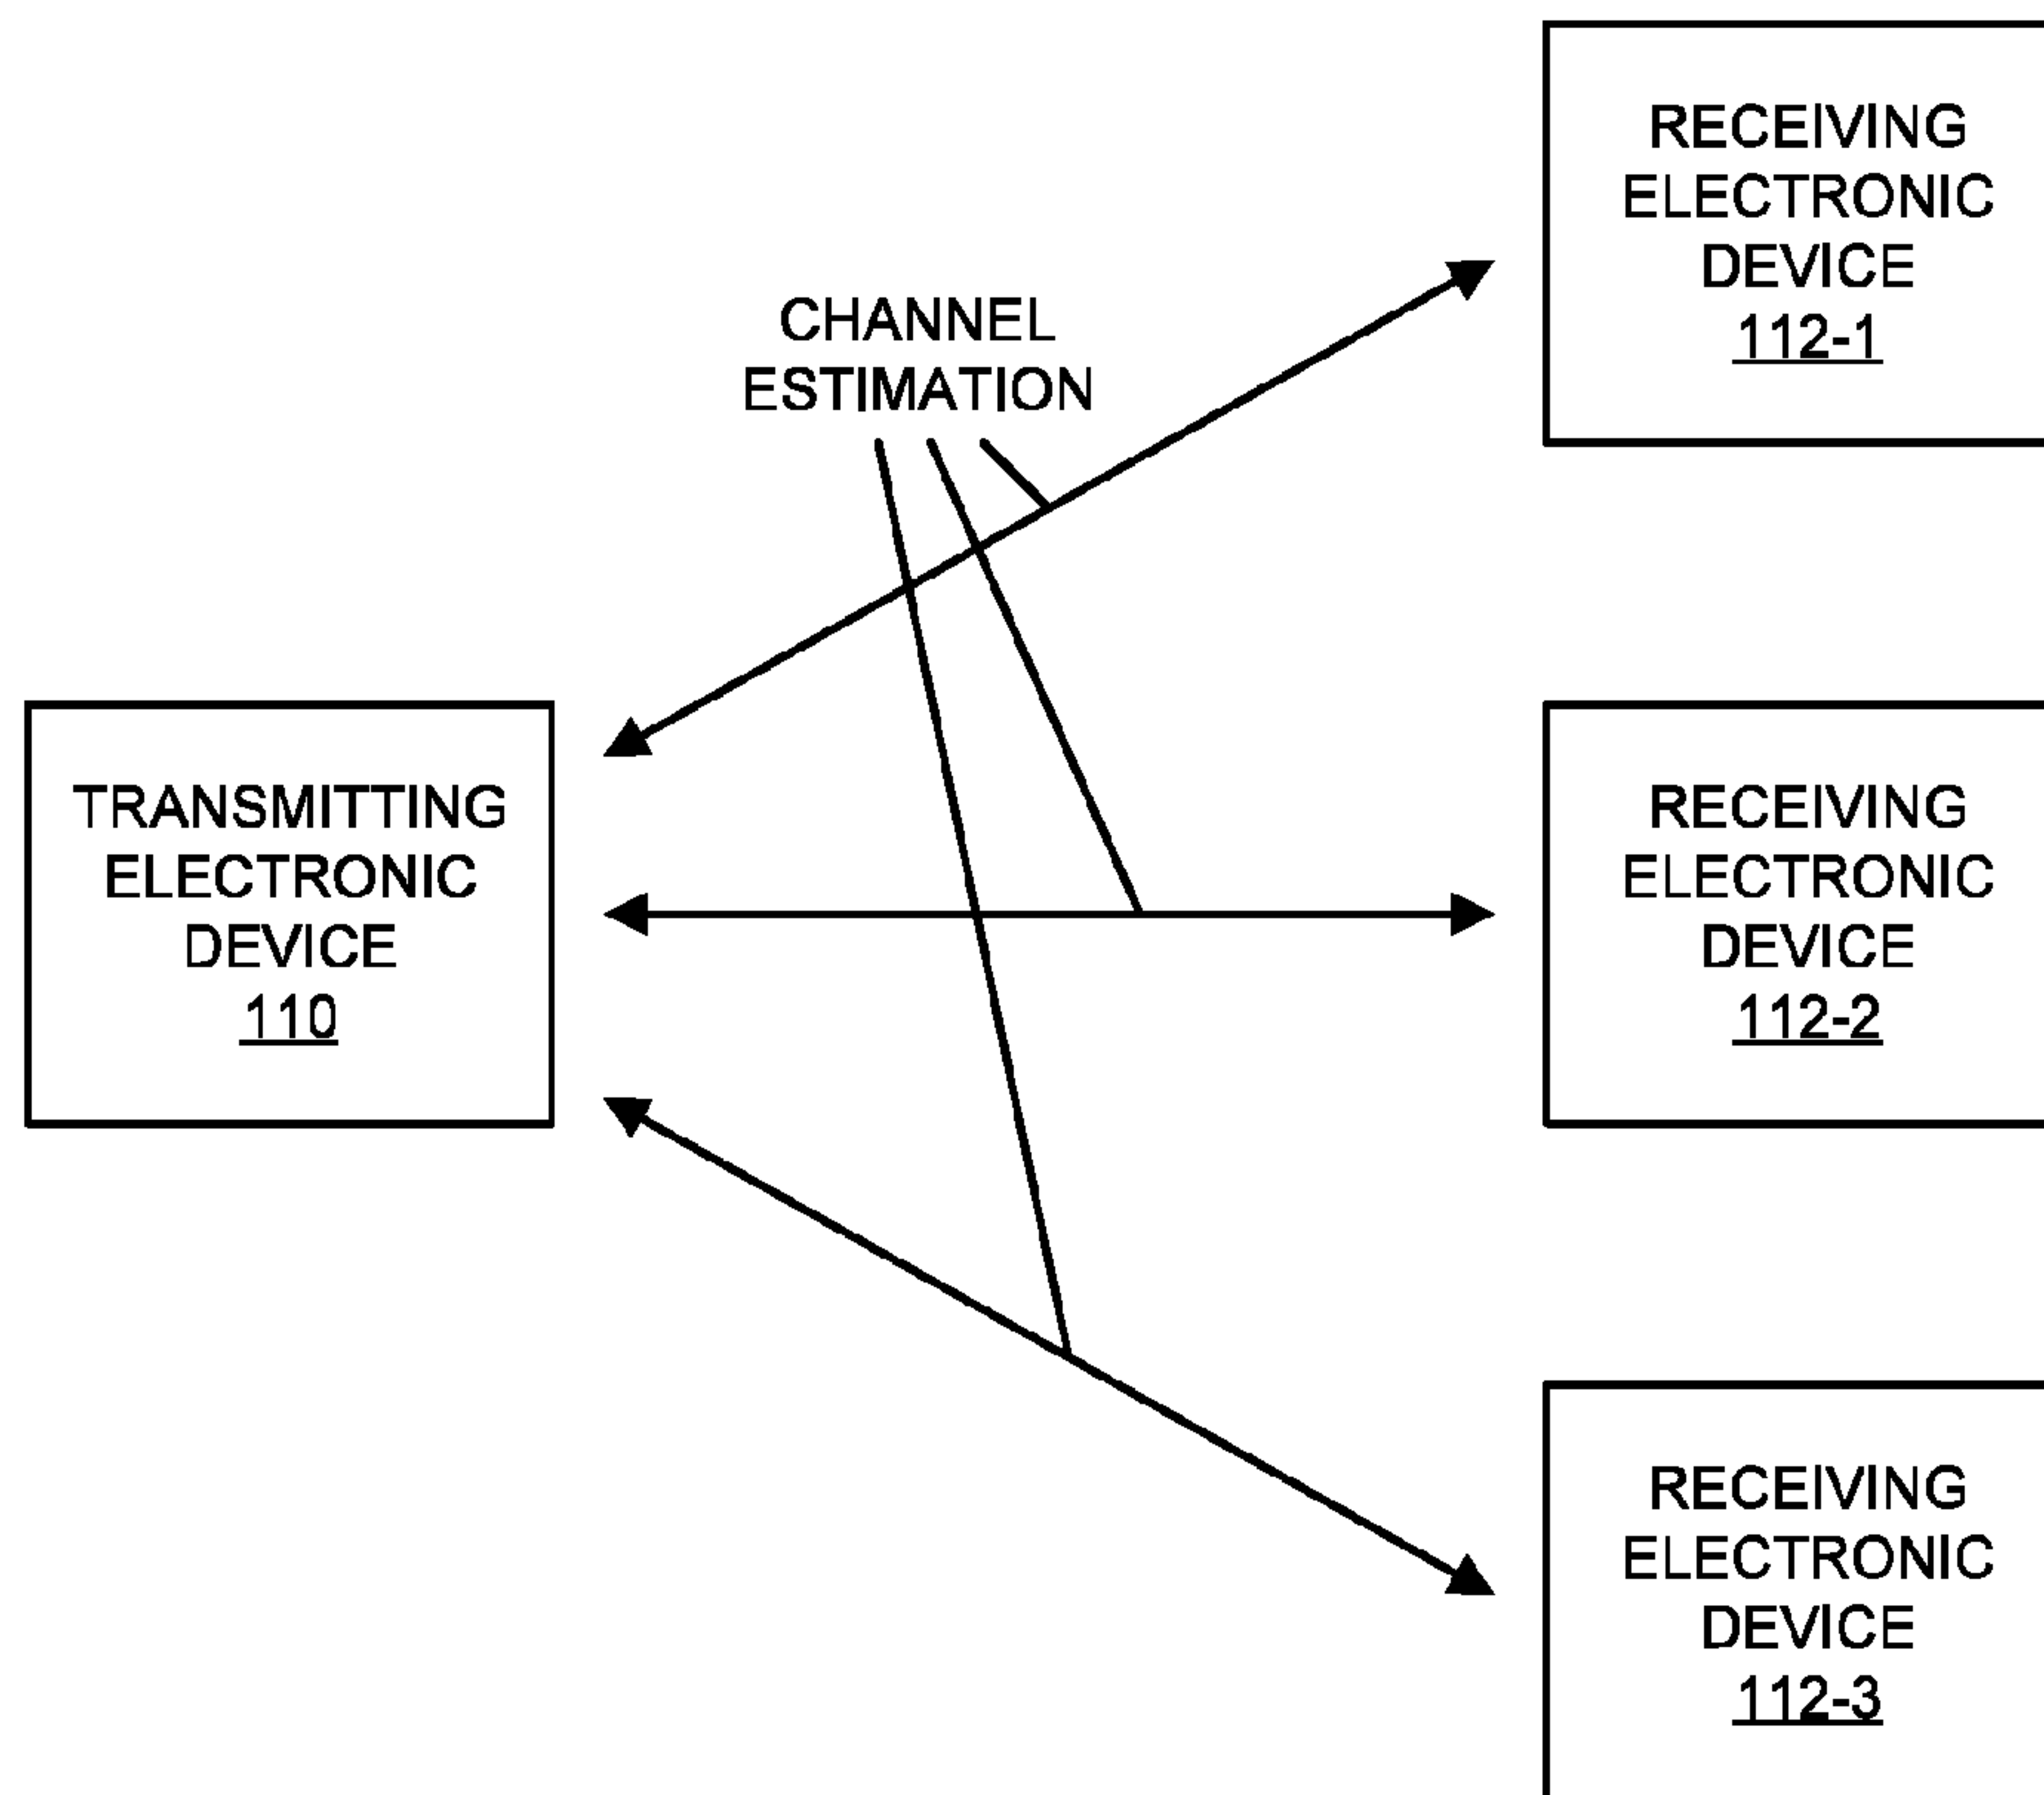 RECEIVING
ELECTRONIC
DEVICE
112-1
CHANNEL
ESTIMATION
TRANSMITTING
ELECTRONIC
DEVICE
110
RECEIVING
ELECTRONIC
DEVICE
112-2
RECEIVING
ELECTRONIC
DEVICE
112-3